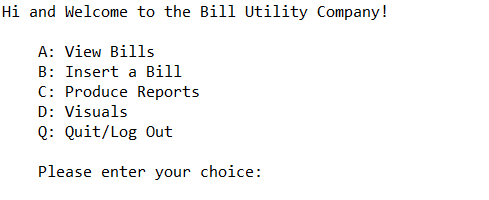 Hi and Welcome to the Bill Utility Company!
A: View Bills
B: Insert a Bill
C: Produce Reports
D: Visuals
Q: Quit/Log Out
Please enter your choice: